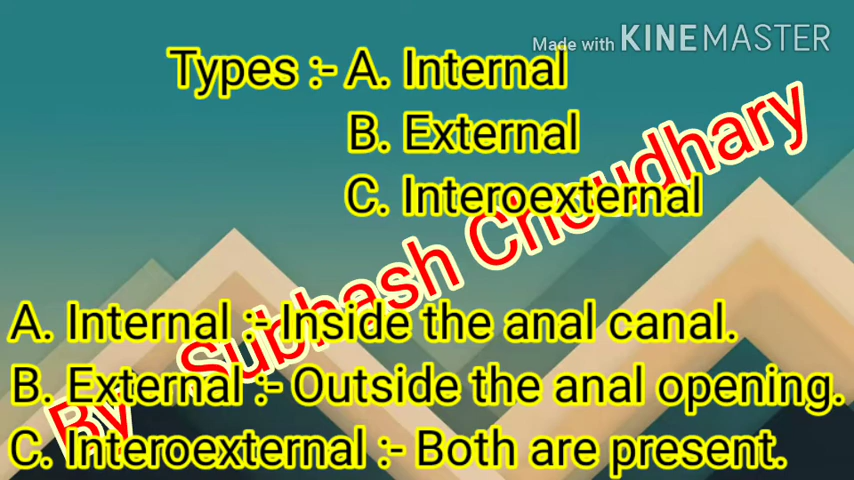 Made with KINEMASTER
Types :- A. Internal
B. External
C. Interoexternal
By Subhash Choudhary
A. Internal :- Inside the anal canal.
B. External :- Outside the anal opening.
C. Interoexternal :- Both are present.